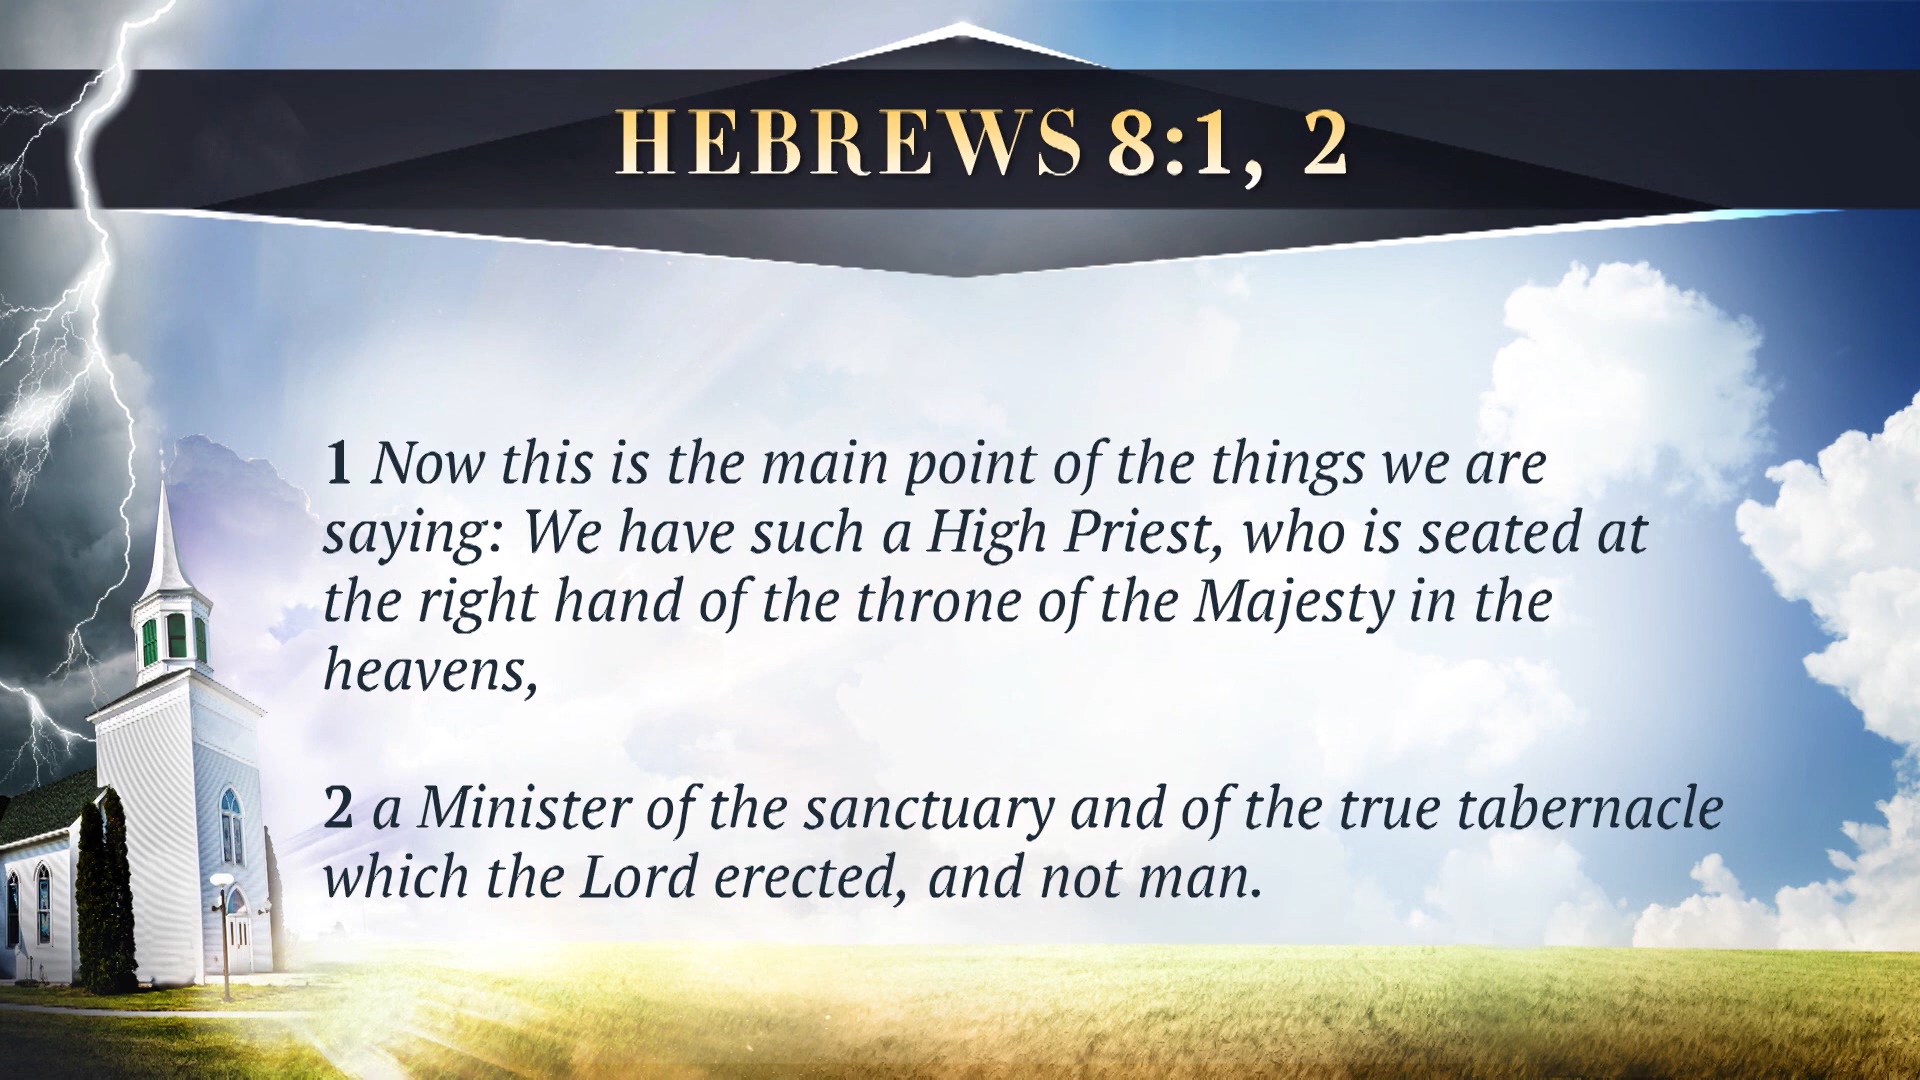 HEBREWS 8:1, 2
1 Now this is the main point of the things we are
saying: We have such a High Priest, who is seated at
the right hand of the throne of the Majesty in the
heavens,
2 a Minister of the sanctuary and of the true tabernacle
which the Lord erected, and not man.